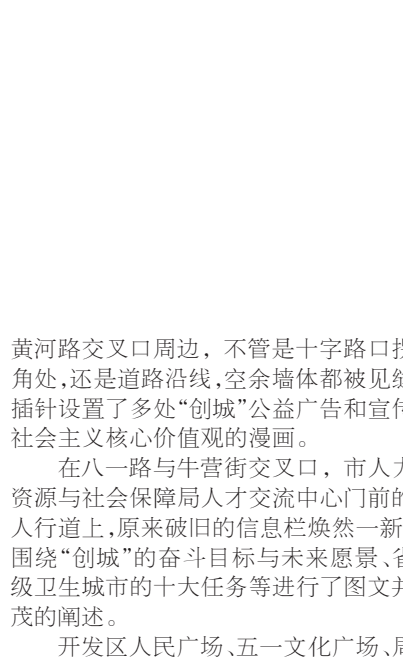 黄河路交叉口周边，不管是十字路口拐
角处，还是道路沿线，空余墙体都被见缝
插针设置了多处“创城”公益广告和宣传
社会主义核心价值观的漫画。
在八一路与牛营街交叉口，市人力
资源与社会保障局人才交流中心门前的
人行道上，原来破旧的信息栏焕然一新，
围绕“创城”的奋斗目标与未来愿景、省
级卫生城市的十大任务等进行了图文并
茂的阐述。
开发区人民广场、五一文化广场、周